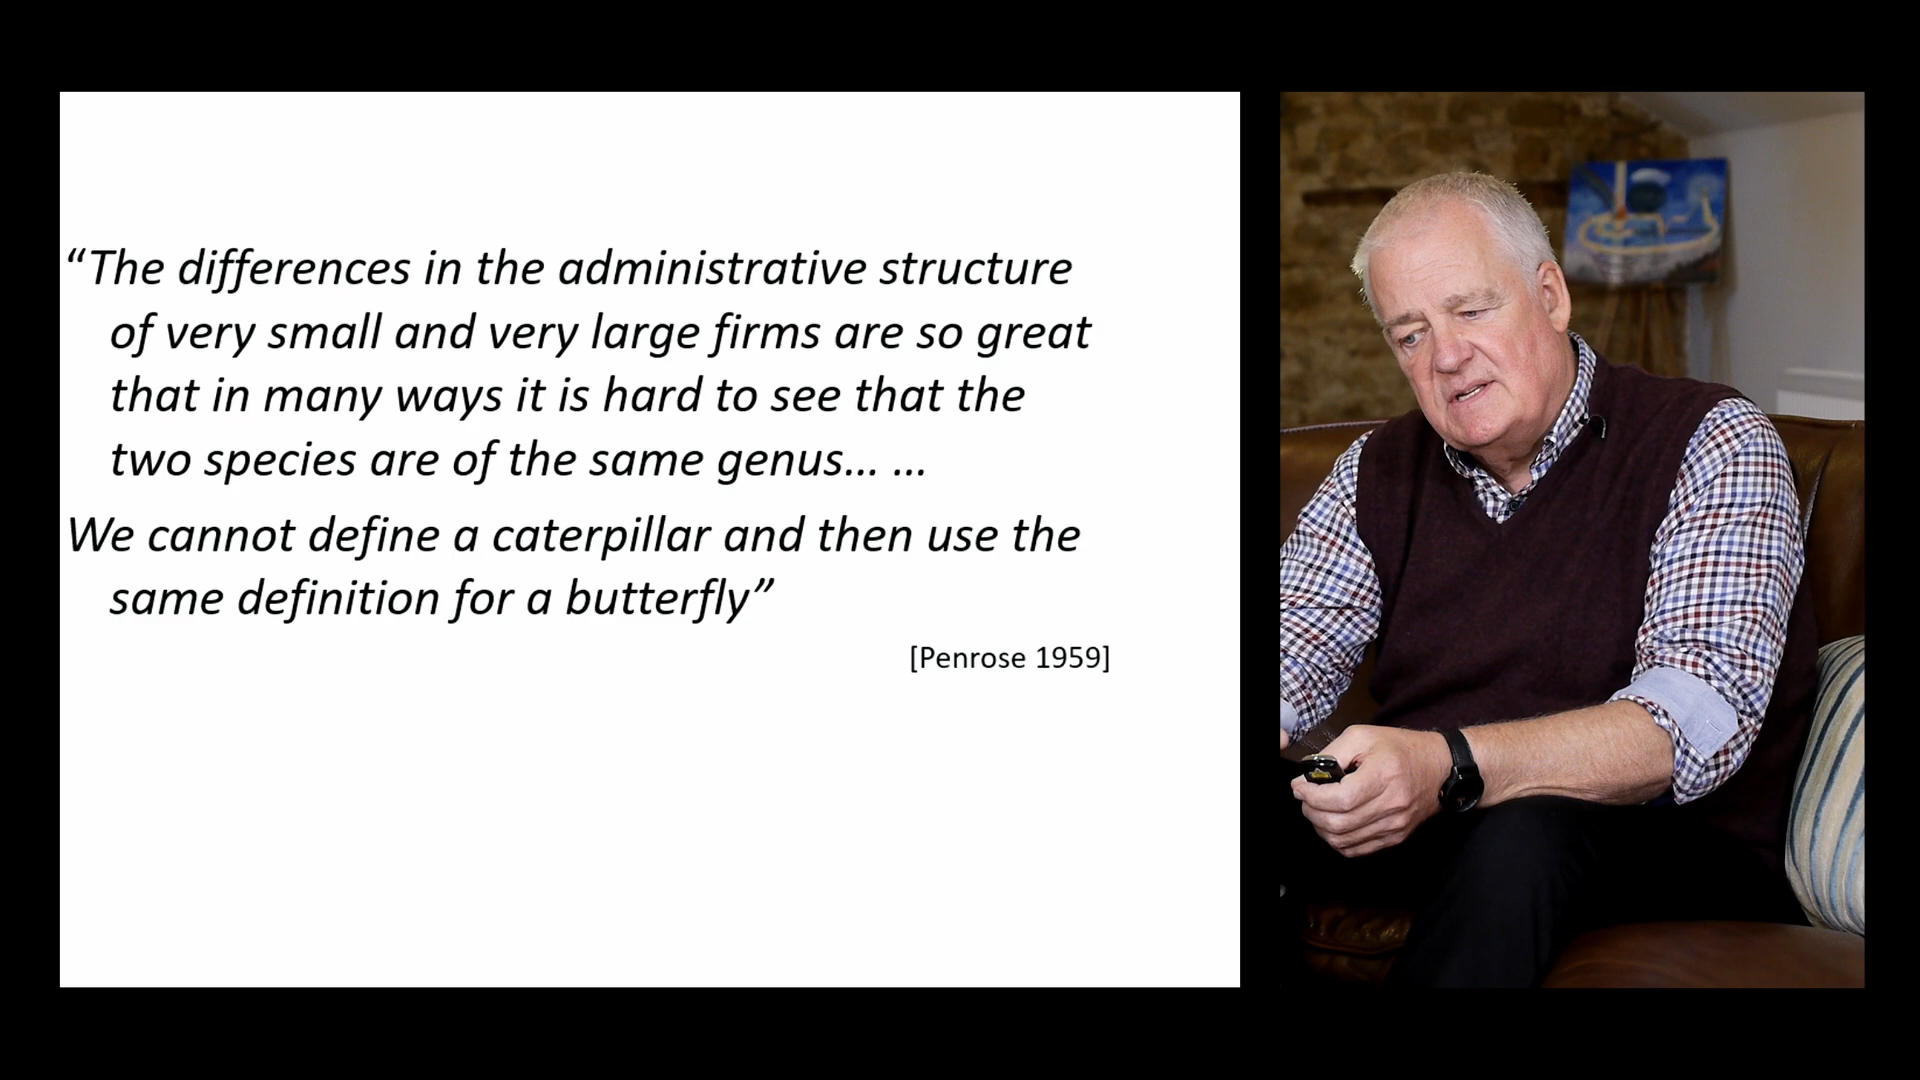 “The differences in the administrative structure
of very small and very large firms are so great
that in many ways it is hard to see that the
two species are of the same genus… …
We cannot define a caterpillar and then use the
same definition for a butterfly”
[Penrose 1959]